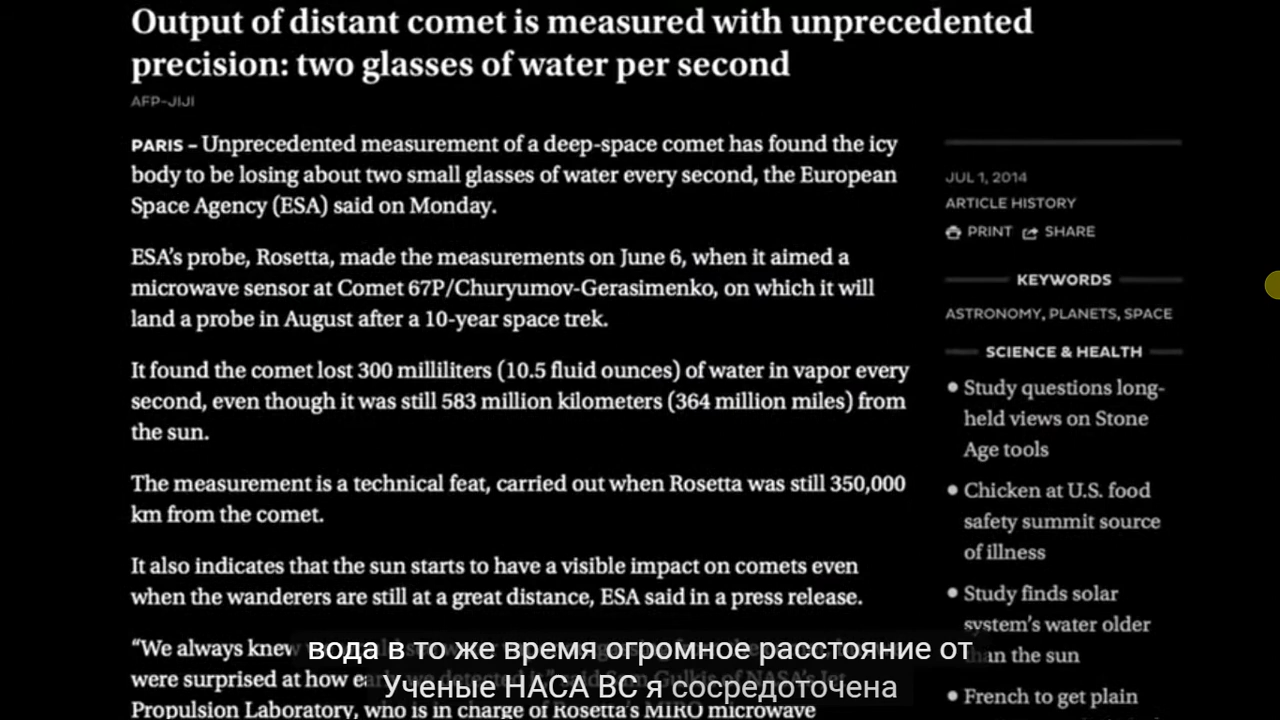 Output of distant comet is measured with unprecedented
precision: two glasses of water per second
AFP-JIJI
PARIS – Unprecedented measurement of a deep-space comet has found the icy
body to be losing about two small glasses of water every second, the European
Space Agency (ESA) said on Monday.
ESA's probe, Rosetta, made the measurements on June 6, when it aimed a
microwave sensor at Comet 67P/Churyumov-Gerasimenko, on which it will
land a probe in August after a 10-year space trek.
It found the comet lost 300 milliliters (10.5 fluid ounces) of water in vapor every
second, even though it was still 583 million kilometers (364 million miles) from
the sun.
The measurement is a technical feat, carried out when Rosetta was still 350,000
km from the comet.
It also indicates that the sun starts to have a visible impact on comets even
when the wanderers are still at a great distance, ESA said in a press release.
“We always knew
were surprised at how
Propulsion Laboratory, who is in charge of Rosetta's MIRO microwave
JUL 1, 2014
ARTICLE HISTORY
PRINT SHARE
KEYWORDS
ASTRONOMY, PLANETS, SPACE
SCIENCE & HEALTH
Study questions long-
held views on Stone
Age tools
Chicken at U.S. food
safety summit source
of illness
Study finds solar
system's water older
than the sun
French to get plain
вода в то же время огромное расстояние от
Ученые НАСА ВС я сосредоточена